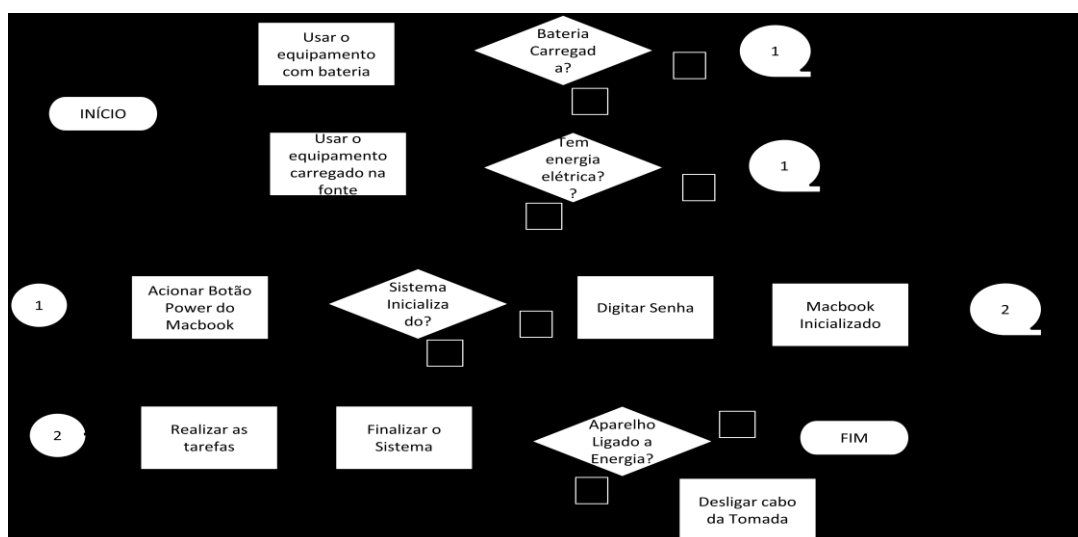 Usar o
equipamento
com bateria
Bateria
Carregad
a?
1
INÍCIO
Usar o
equipamento
carregado na
fonte
Tem
energia
elétrica?
?
1
1
Acionar Botão
Power do
Macbook
Sistema
Inicializa
do?
Digitar Senha
Macbook
Inicializado
2
2
Realizar as
tarefas
Finalizar o
Sistema
Aparelho
Ligado a
Energia?
FIM
Desligar cabo
da Tomada